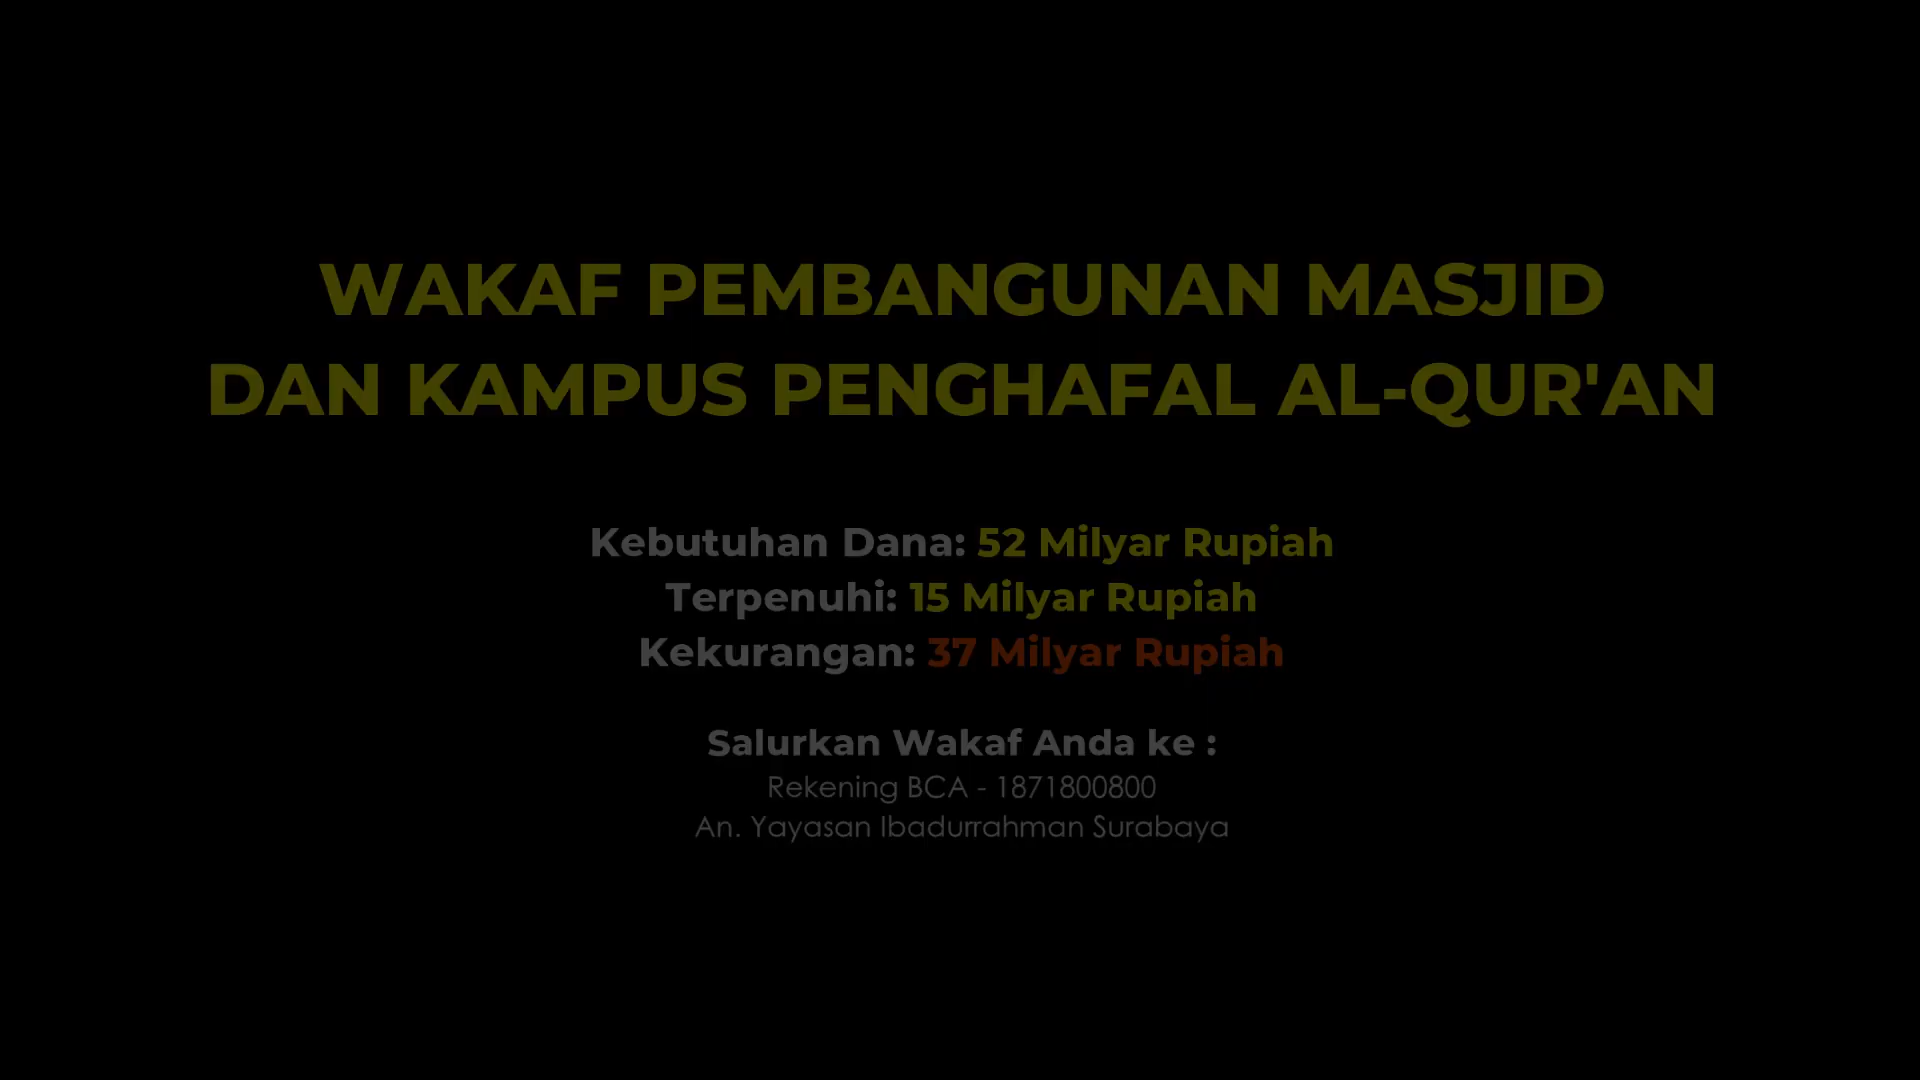 WAKAF PEMBANGUNAN MASJID
DAN KAMPUS PENGHAFAL AL-QUR'AN
Kebutuhan Dana: 52 Milyar Rupiah
Terpenuhi: 15 Milyar Rupiah
Kekurangan: 37 Milyar Rupiah
Salurkan Wakaf Anda ke :
Rekening BCA - 1871800800
An. Yayasan Ibadurrahman Surabaya